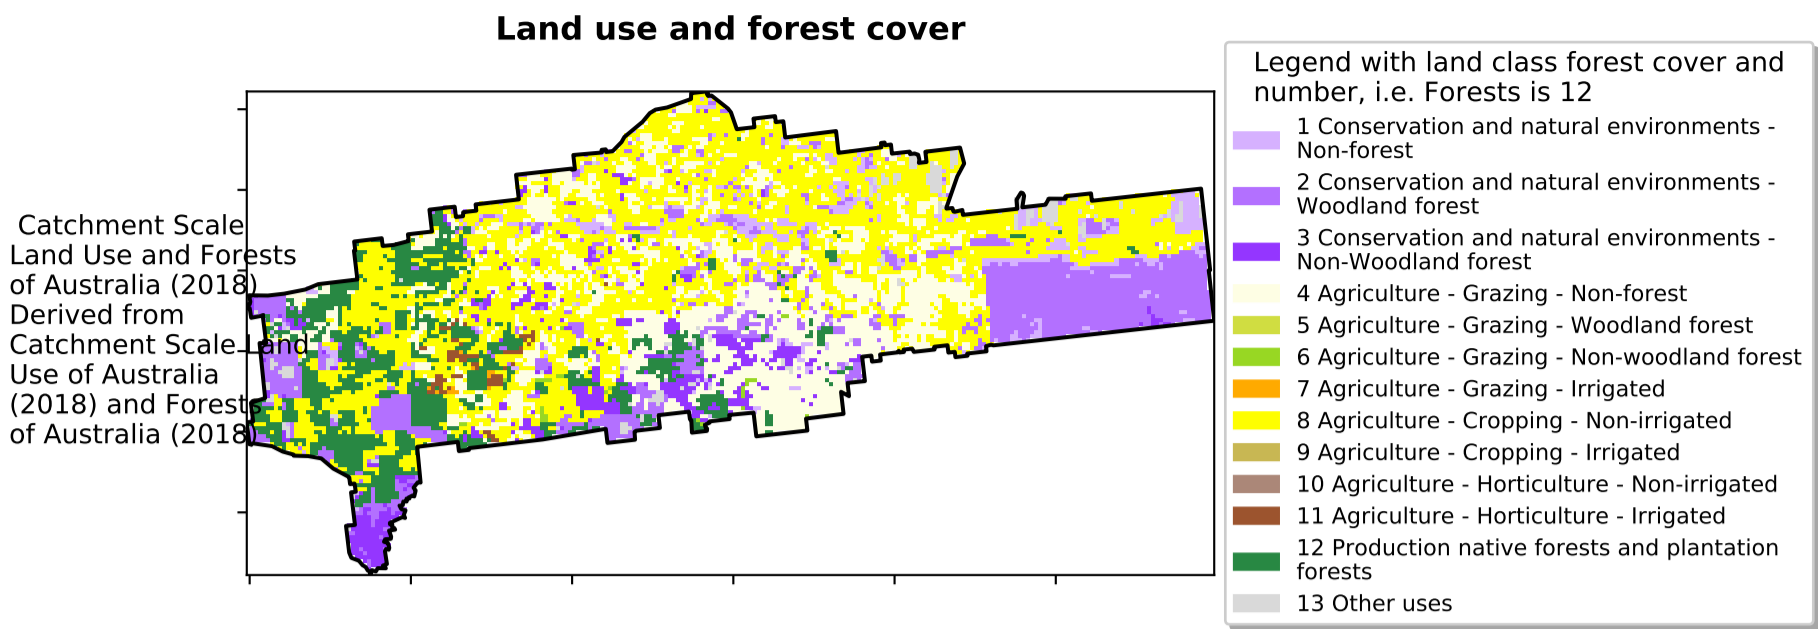 Land use and forest cover
Catchment Scale
Land Use and Forests
of Australia (2018)
Derived from
Catchment Scale Land
Use of Australia
(2018) and Forests
of Australia (2018)
Legend with land class forest cover and
number, i.e. Forests is 12
1 Conservation and natural environments -
Non-forest
2 Conservation and natural environments -
Woodland forest
3 Conservation and natural environments -
Non-Woodland forest
4 Agriculture - Grazing - Non-forest
5 Agriculture - Grazing - Woodland forest
6 Agriculture - Grazing - Non-woodland forest
7 Agriculture - Grazing - Irrigated
8 Agriculture - Cropping - Non-irrigated
9 Agriculture - Cropping - Irrigated
10 Agriculture - Horticulture - Non-irrigated
11 Agriculture - Horticulture - Irrigated
12 Production native forests and plantation
forests
13 Other uses